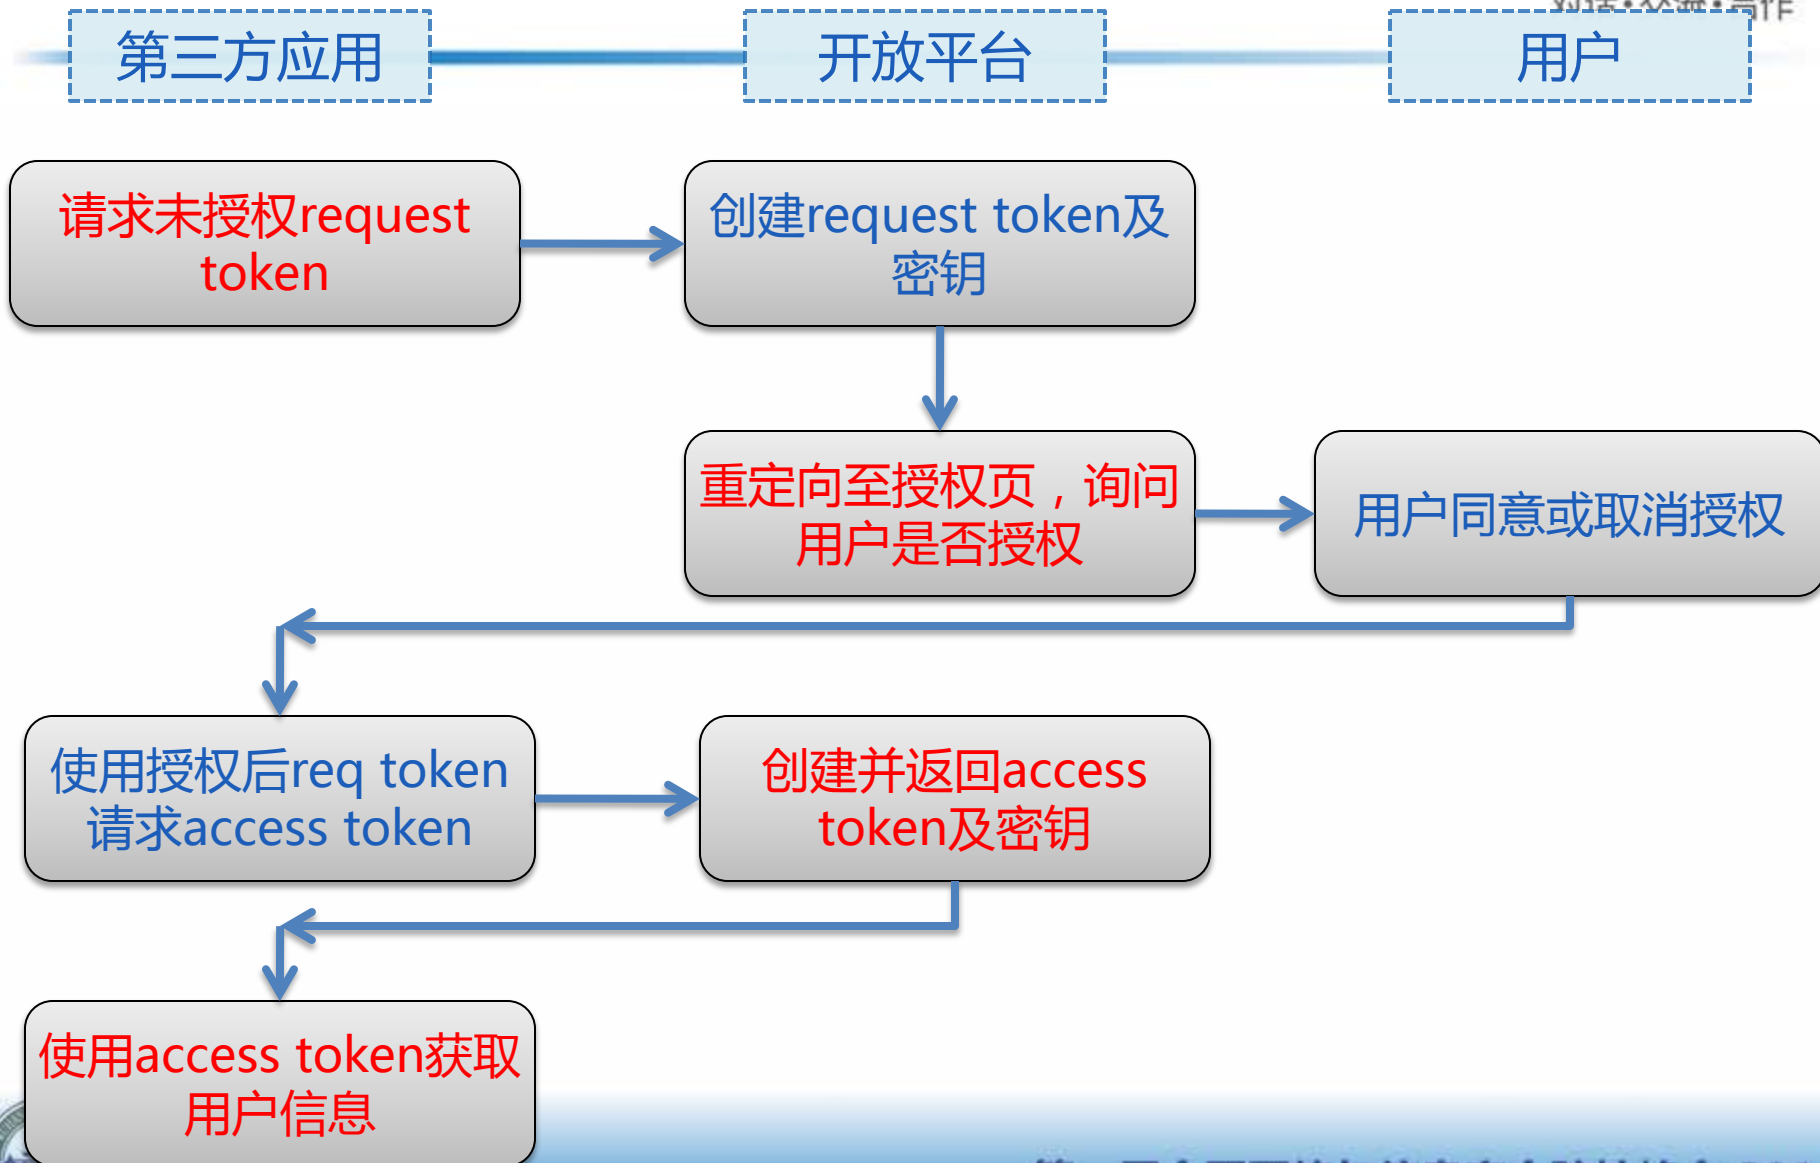 对话·交流·合作
第三方应用
开放平台
用户
请求未授权request
token
创建request token及
密钥
重定向至授权页，询问
用户是否授权
用户同意或取消授权
使用授权后req token
请求access token
创建并返回access
token及密钥
使用access token获取
用户信息